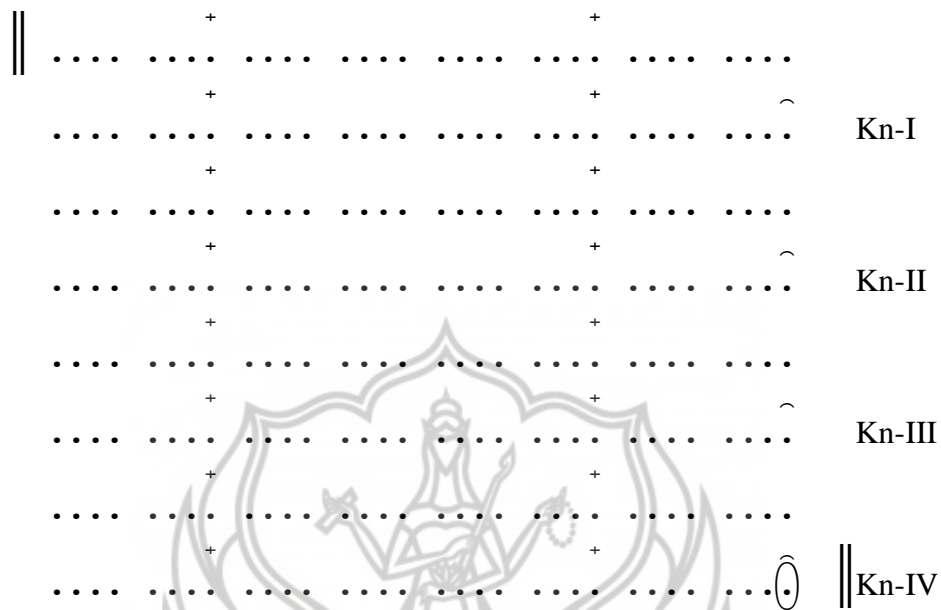 + +
‖ . . . . . . . . . . . . . . . . . . . . . . . . . . . . . . . .
+ + ⌒
. . . . . . . . . . . . . . . . . . . . . . . . . . . . . . . . Kn-I
+ +
. . . . . . . . . . . . . . . . . . . . . . . . . . . . . . . .
+ + ⌒
. . . . . . . . . . . . . . . . . . . . . . . . . . . . . . . . Kn-II
+ +
. . . . . . . . . . . . . . . . . . . . . . . . . . . . . . . .
+ + ⌒
. . . . . . . . . . . . . . . . . . . . . . . . . . . . . . . . Kn-III
+ +
. . . . . . . . . . . . . . . . . . . . . . . . . . . . . . . .
+ + ⌒
. . . . . . . . . . . . . . . . . . . . . . . . . . . . . . . . ‖ Kn-IV